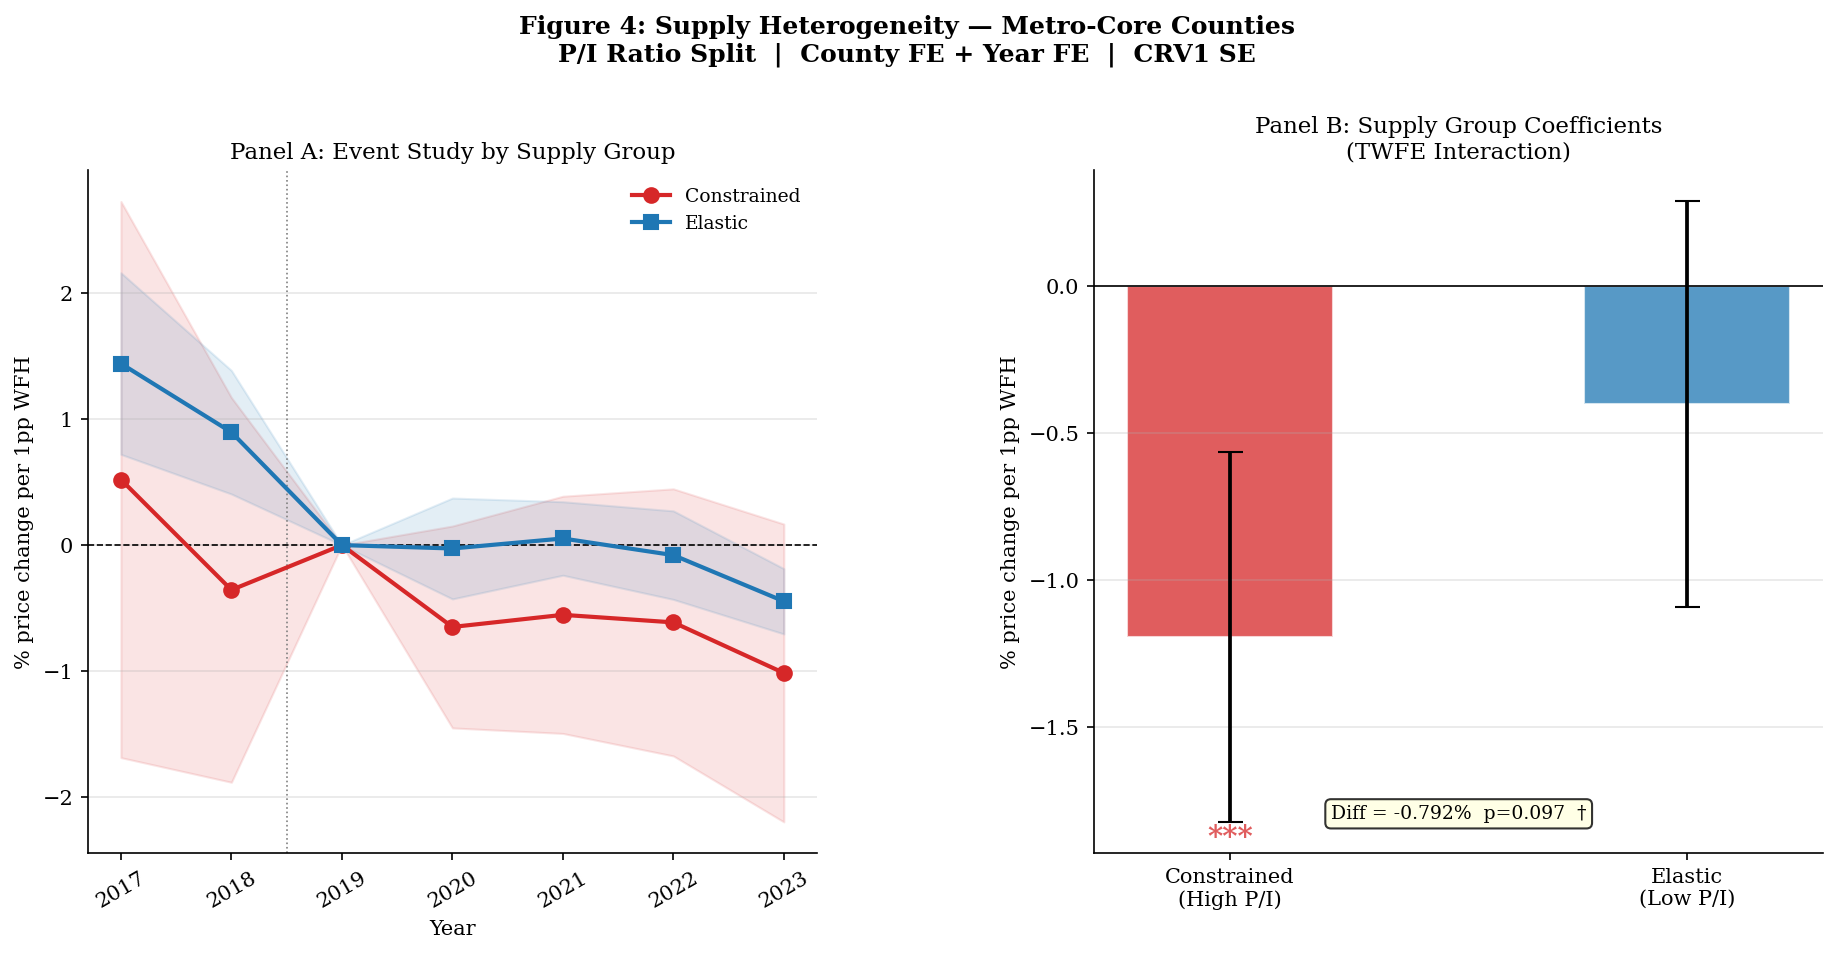 Figure 4: Supply Heterogeneity — Metro-Core Counties
P/I Ratio Split | County FE + Year FE | CRV1 SE
Panel A: Event Study by Supply Group
Constrained
Elastic
% price change per 1pp WFH
2
1
0
−1
−2
2017
2018
2019
2020
2021
2022
2023
Year
Panel B: Supply Group Coefficients
(TWFE Interaction)
% price change per 1pp WFH
0.0
−0.5
−1.0
−1.5
Diff = -0.792% p=0.097 †
***
Constrained
(High P/I)
Elastic
(Low P/I)